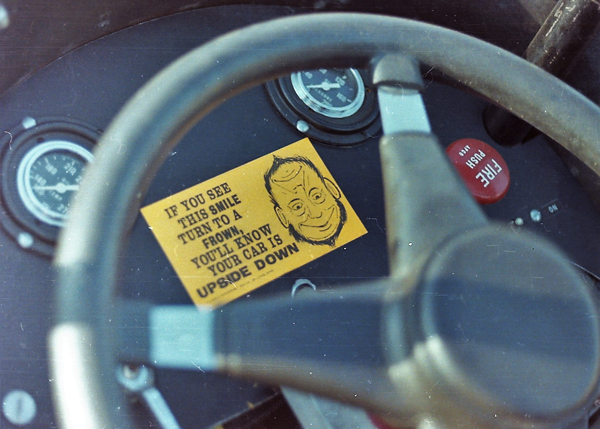 IF YOU SEE
THIS SMILE
TURN TO A
FROWN,
YOU'LL KNOW
YOUR CAR IS
UPSIDE DOWN
FIRE
PUSH